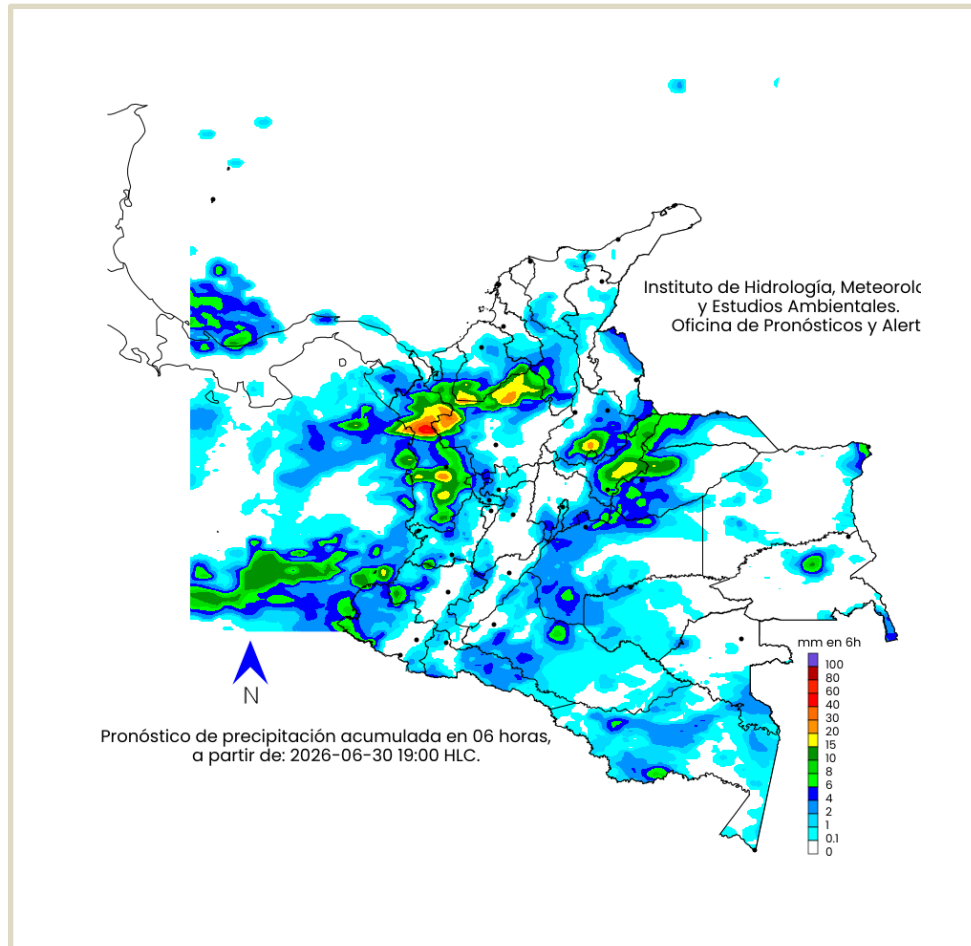 Instituto de Hidrología, Meteorolo
y Estudios Ambientales.
Oficina de Pronósticos y Alert
N
Pronóstico de precipitación acumulada en 06 horas,
a partir de: 2026-06-30 19:00 HLC.
mm en 6h
100
80
60
40
30
20
15
10
8
6
4
2
1
0.1
0